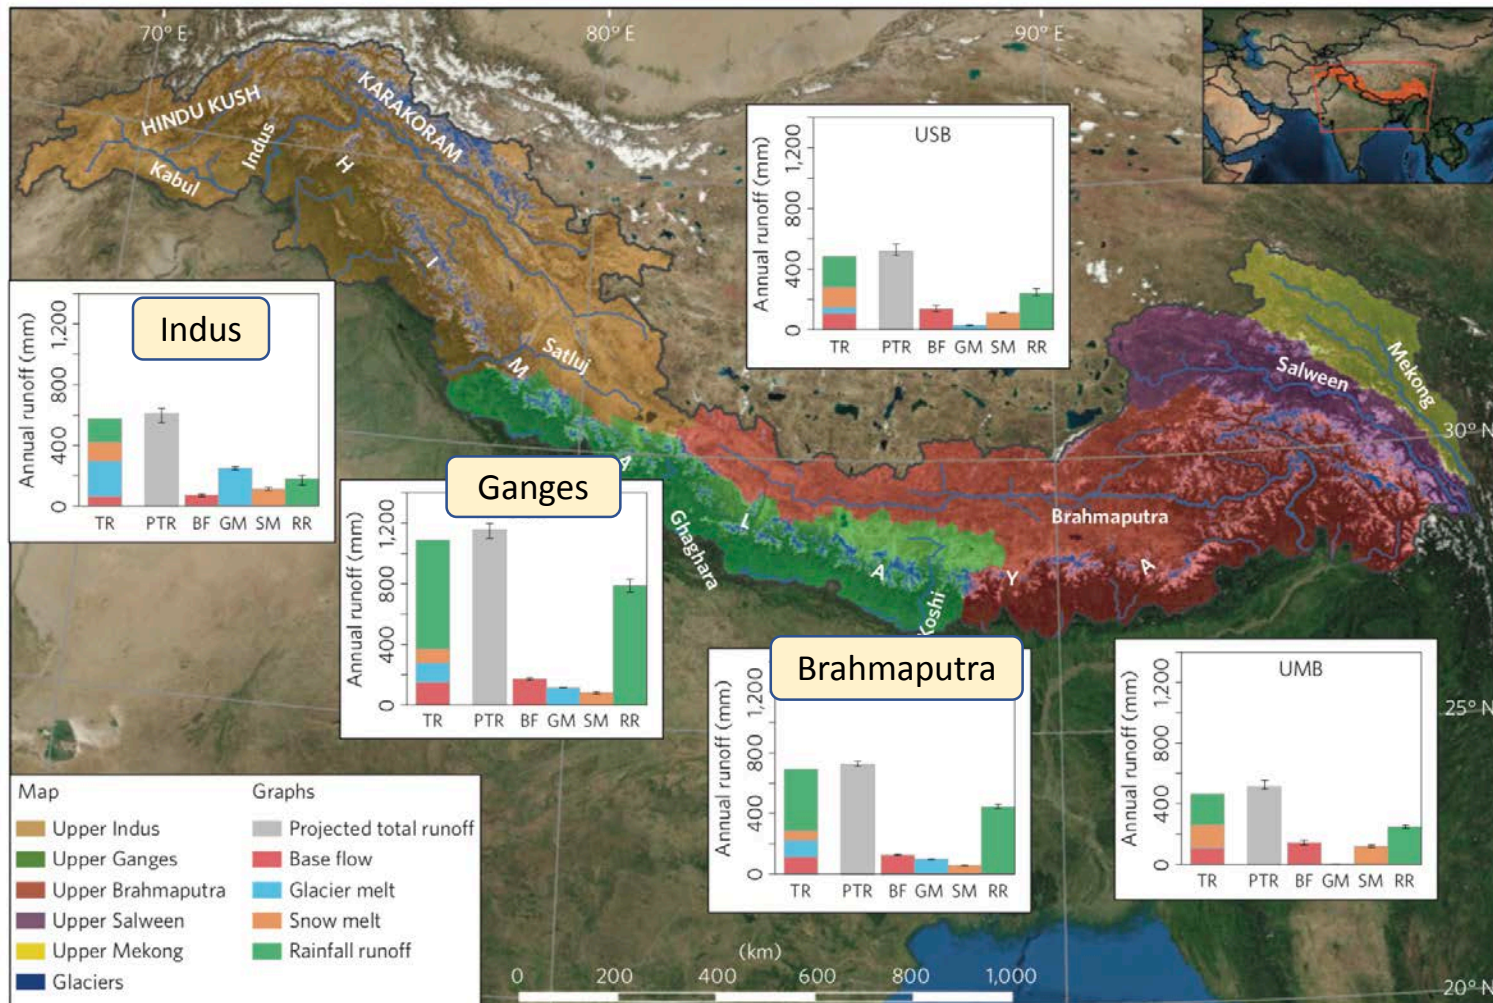 70° E
80° E
90° E
HINDU KUSH
KARAKORAM
Indus
Kabul
H
I
M
A
L
A
Y
A
Satluj
Ghaghara
Koshi
Brahmaputra
Salween
Mekong
30° N
25° N
20° N
USB
Annual runoff (mm)
1,200
800
400
0
TR PTR BF GM SM RR
Indus
Annual runoff (mm)
1,200
800
400
0
TR PTR BF GM SM RR
Ganges
Annual runoff (mm)
1,200
800
400
0
TR PTR BF GM SM RR
Brahmaputra
Annual runoff (mm)
1,200
800
400
0
TR PTR BF GM SM RR
UMB
Annual runoff (mm)
1,200
800
400
0
TR PTR BF GM SM RR
Map
Upper Indus
Upper Ganges
Upper Brahmaputra
Upper Salween
Upper Mekong
Glaciers
Graphs
Projected total runoff
Base flow
Glacier melt
Snow melt
Rainfall runoff
(km)
0 200 400 600 800 1,000